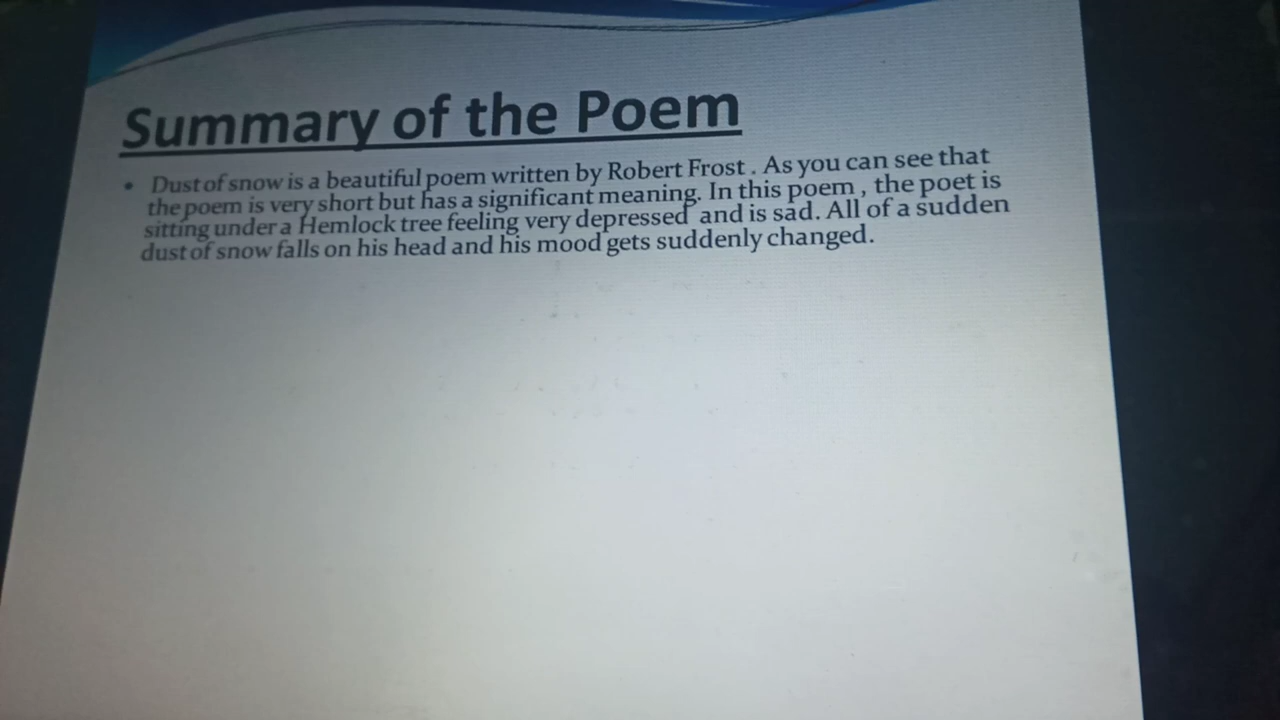 Summary of the Poem
• Dust of snow is a beautiful poem written by Robert Frost . As you can see that
the poem is very short but has a significant meaning. In this poem , the poet is
sitting under a Hemlock tree feeling very depressed and is sad. All of a sudden
dust of snow falls on his head and his mood gets suddenly changed.